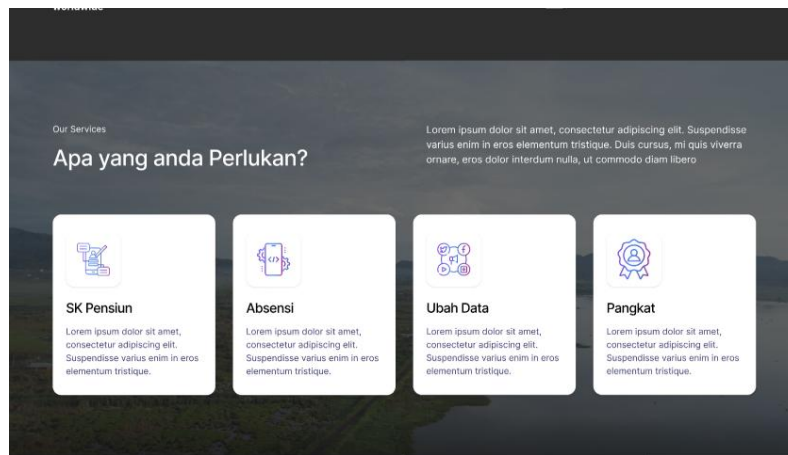 worldwide
Our Services
Apa yang anda Perlukan?
Lorem ipsum dolor sit amet, consectetur adipiscing elit. Suspendisse
varius enim in eros elementum tristique. Duis cursus, mi quis viverra
ornare, eros dolor interdum nulla, ut commodo diam libero
SK Pensiun
Lorem ipsum dolor sit amet,
consectetur adipiscing elit.
Suspendisse varius enim in eros
elementum tristique.
Absensi
Lorem ipsum dolor sit amet,
consectetur adipiscing elit.
Suspendisse varius enim in eros
elementum tristique.
Ubah Data
Lorem ipsum dolor sit amet,
consectetur adipiscing elit.
Suspendisse varius enim in eros
elementum tristique.
Pangkat
Lorem ipsum dolor sit amet,
consectetur adipiscing elit.
Suspendisse varius enim in eros
elementum tristique.